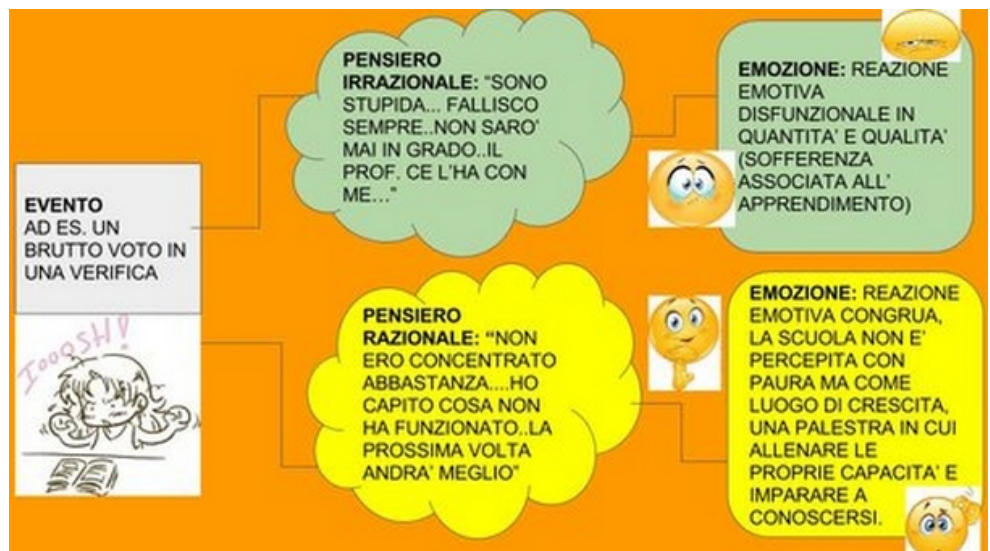 EVENTO
AD ES. UN
BRUTTO VOTO IN
UNA VERIFICA
IoooSH!
PENSIERO
IRRAZIONALE: "SONO
STUPIDA... FALLISCO
SEMPRE..NON SARO'
MAI IN GRADO..IL
PROF. CE L'HA CON
ME..."
EMOZIONE: REAZIONE
EMOTIVA
DISFUNZIONALE IN
QUANTITA' E QUALITA'
(SOFFERENZA
ASSOCIATA ALL'
APPRENDIMENTO)
PENSIERO
RAZIONALE: “NON
ERO CONCENTRATO
ABBASTANZA....HO
CAPITO COSA NON
HA FUNZIONATO..LA
PROSSIMA VOLTA
ANDRA' MEGLIO”
EMOZIONE: REAZIONE
EMOTIVA CONGRUA,
LA SCUOLA NON E'
PERCEPITA CON
PAURA MA COME
LUOGO DI CRESCITA,
UNA PALESTRA IN CUI
ALLENARE LE
PROPRIE CAPACITA' E
IMPARARE A
CONOSCERSI.